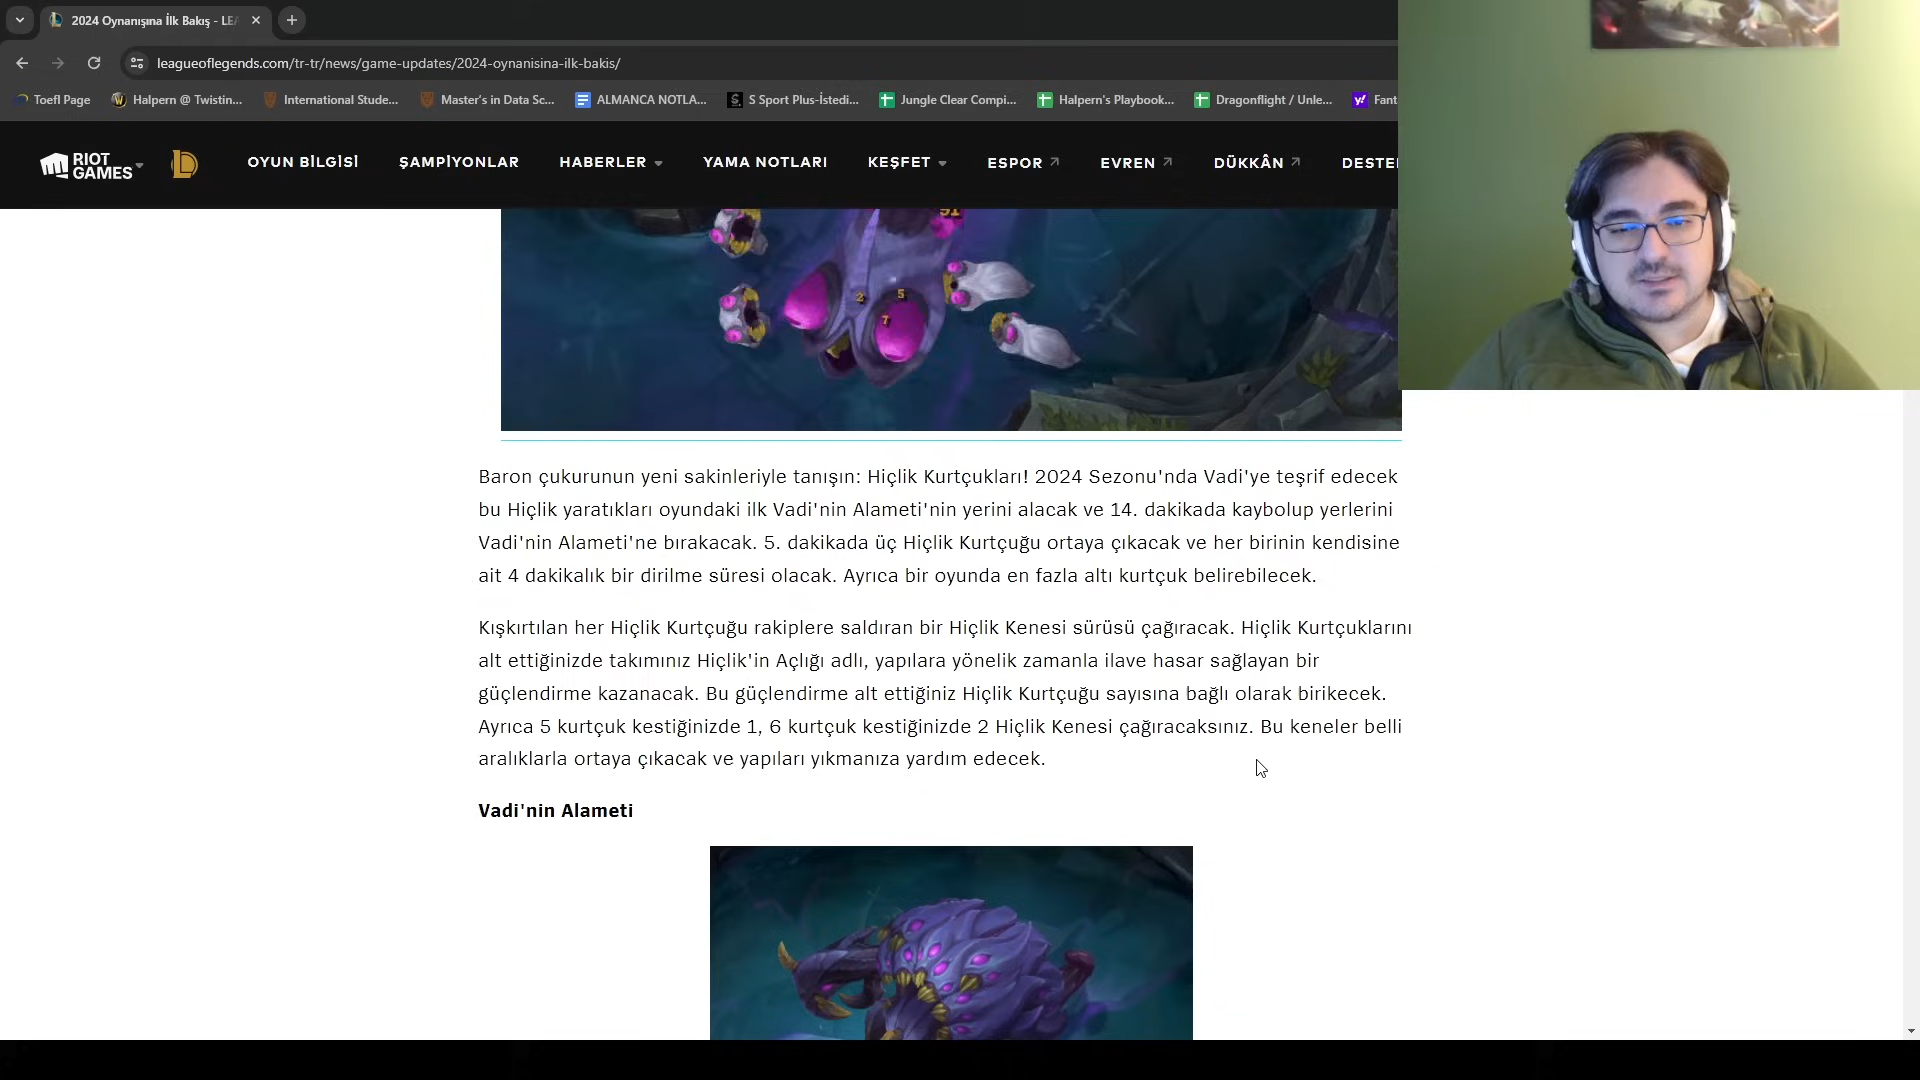 2024 Oynanışına İlk Bakış - LEA
leagueoflegends.com/tr-tr/news/game-updates/2024-oynanisina-ilk-bakis/
Toefl Page
Halpern @ Twistin...
International Stude...
Master's in Data Sc...
ALMANCA NOTLA...
S Sport Plus-İstedi...
Jungle Clear Compi...
Halpern's Playbook...
Dragonflight / Unle...
Fant
RIOT
GAMES
OYUN BİLGİSİ
ŞAMPİYONLAR
HABERLER
YAMA NOTLARI
KEŞFET
ESPOR
EVREN
DÜKKÂN
DESTE
51
2
5
7
Baron çukurunun yeni sakinleriyle tanışın: Hiçlik Kurtçukları! 2024 Sezonu'nda Vadi'ye teşrif edecek
bu Hiçlik yaratıkları oyundaki ilk Vadi'nin Alameti'nin yerini alacak ve 14. dakikada kaybolup yerlerini
Vadi'nin Alameti'ne bırakacak. 5. dakikada üç Hiçlik Kurtçuğu ortaya çıkacak ve her birinin kendisine
ait 4 dakikalık bir dirilme süresi olacak. Ayrıca bir oyunda en fazla altı kurtçuk belirebilecek.
Kışkırtılan her Hiçlik Kurtçuğu rakiplere saldıran bir Hiçlik Kenesi sürüsü çağıracak. Hiçlik Kurtçuklarını
alt ettiğinizde takımınız Hiçlik'in Açlığı adlı, yapılara yönelik zamanla ilave hasar sağlayan bir
güçlendirme kazanacak. Bu güçlendirme alt ettiğiniz Hiçlik Kurtçuğu sayısına bağlı olarak birikecek.
Ayrıca 5 kurtçuk kestiğinizde 1, 6 kurtçuk kestiğinizde 2 Hiçlik Kenesi çağıracaksınız. Bu keneler belli
aralıklarla ortaya çıkacak ve yapıları yıkmanıza yardım edecek.
Vadi'nin Alameti